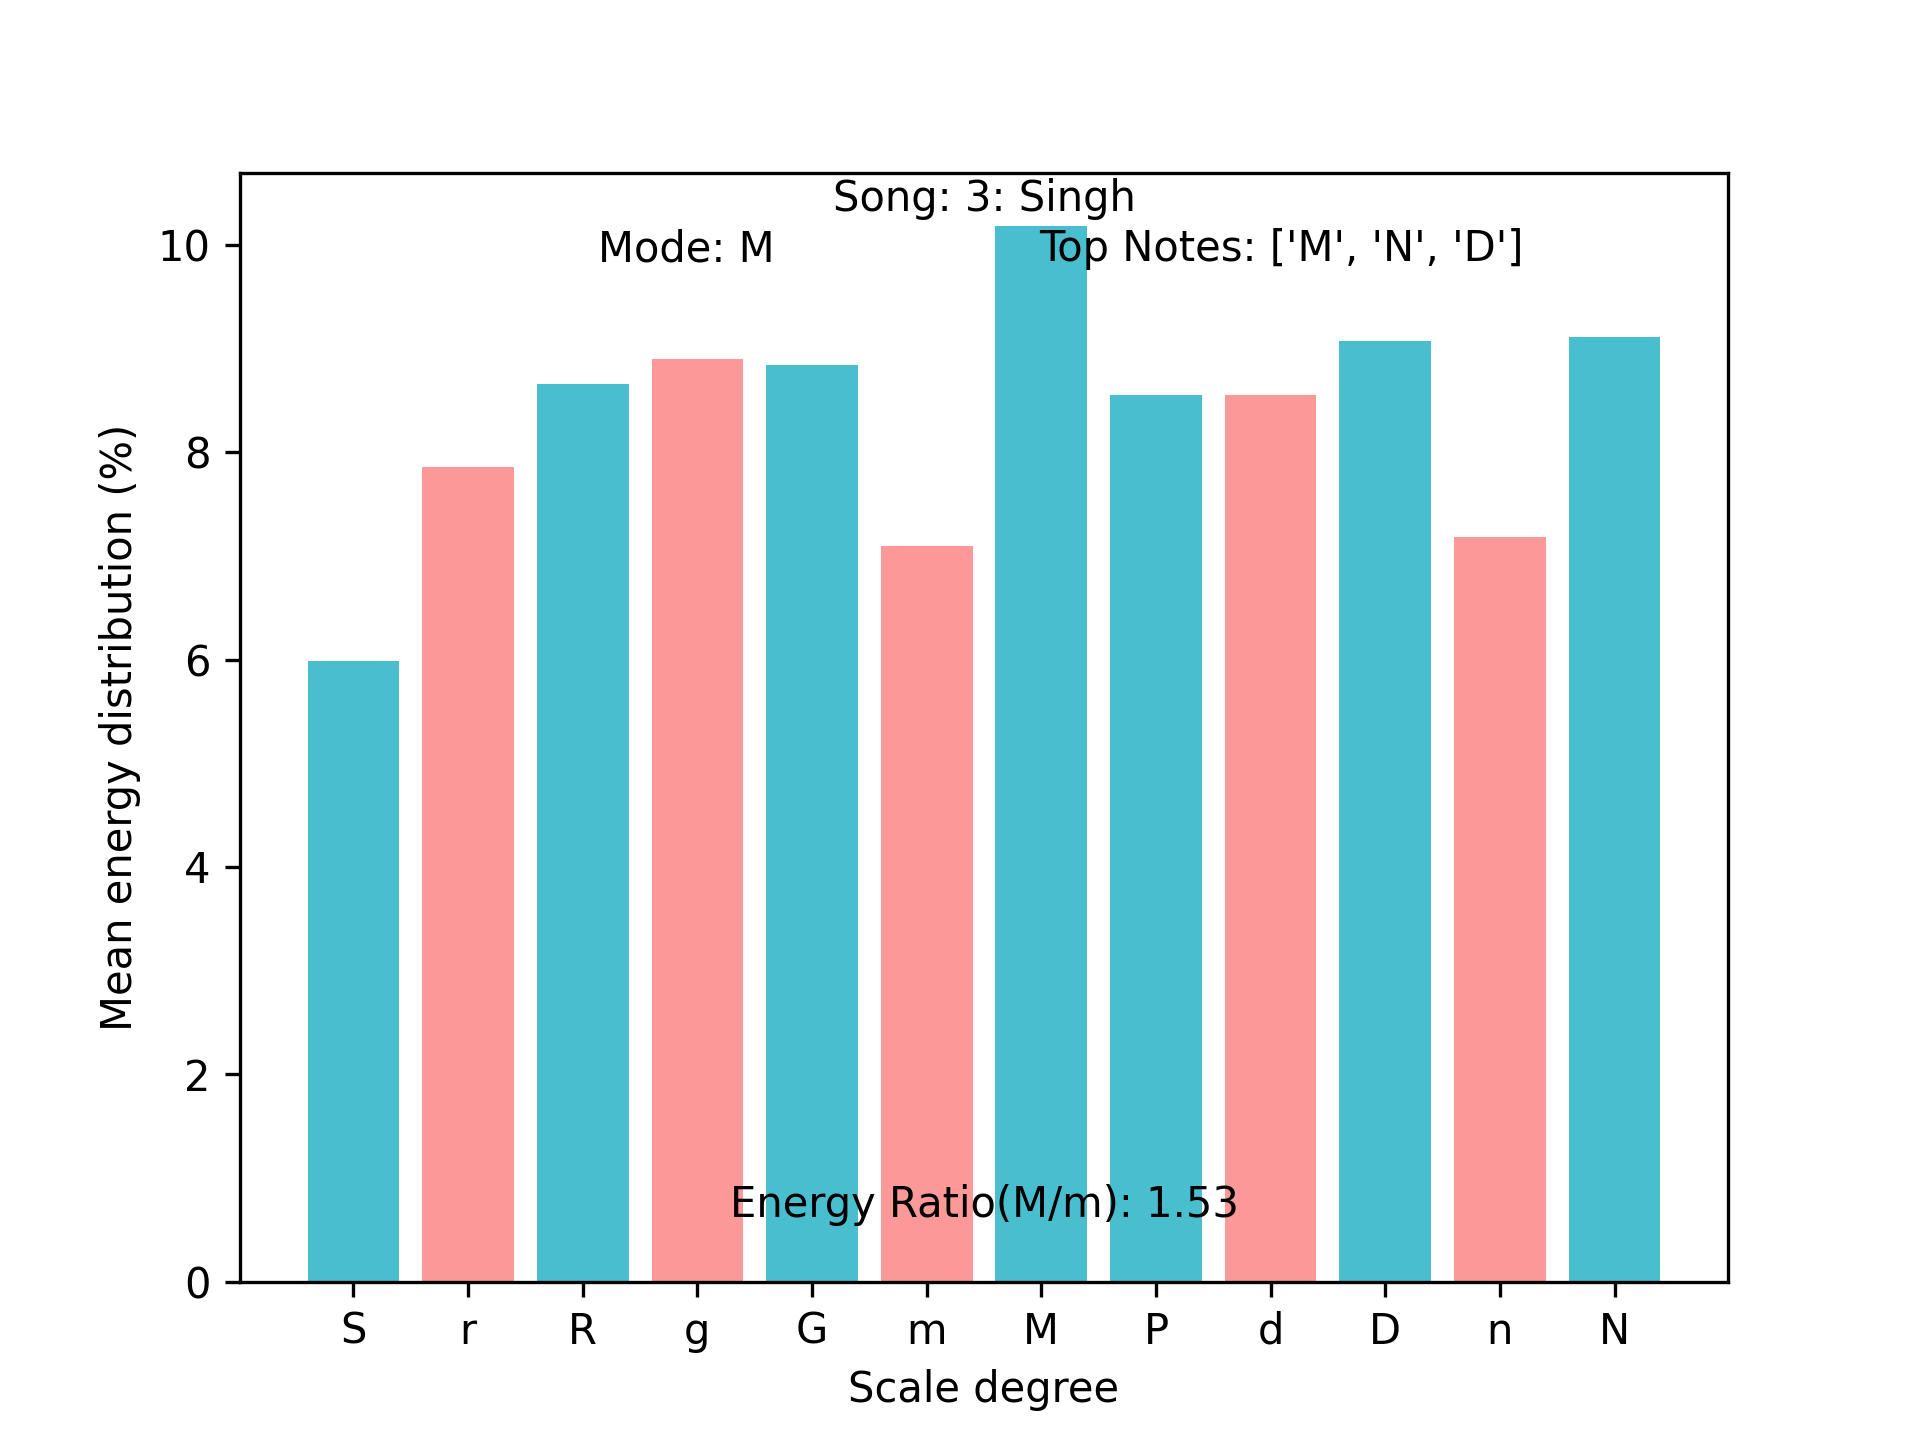 Song: 3: Singh
Mode: M
Top Notes: ['M', 'N', 'D']
10
8
6
4
2
0
Mean energy distribution (%)
Energy Ratio(M/m): 1.53
S r R g G m M P d D n N
Scale degree